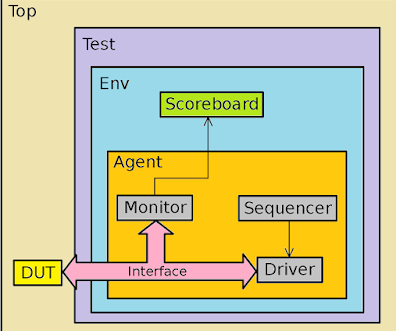 Top
Test
Env
Scoreboard
Agent
Monitor
Sequencer
DUT
Interface
Driver